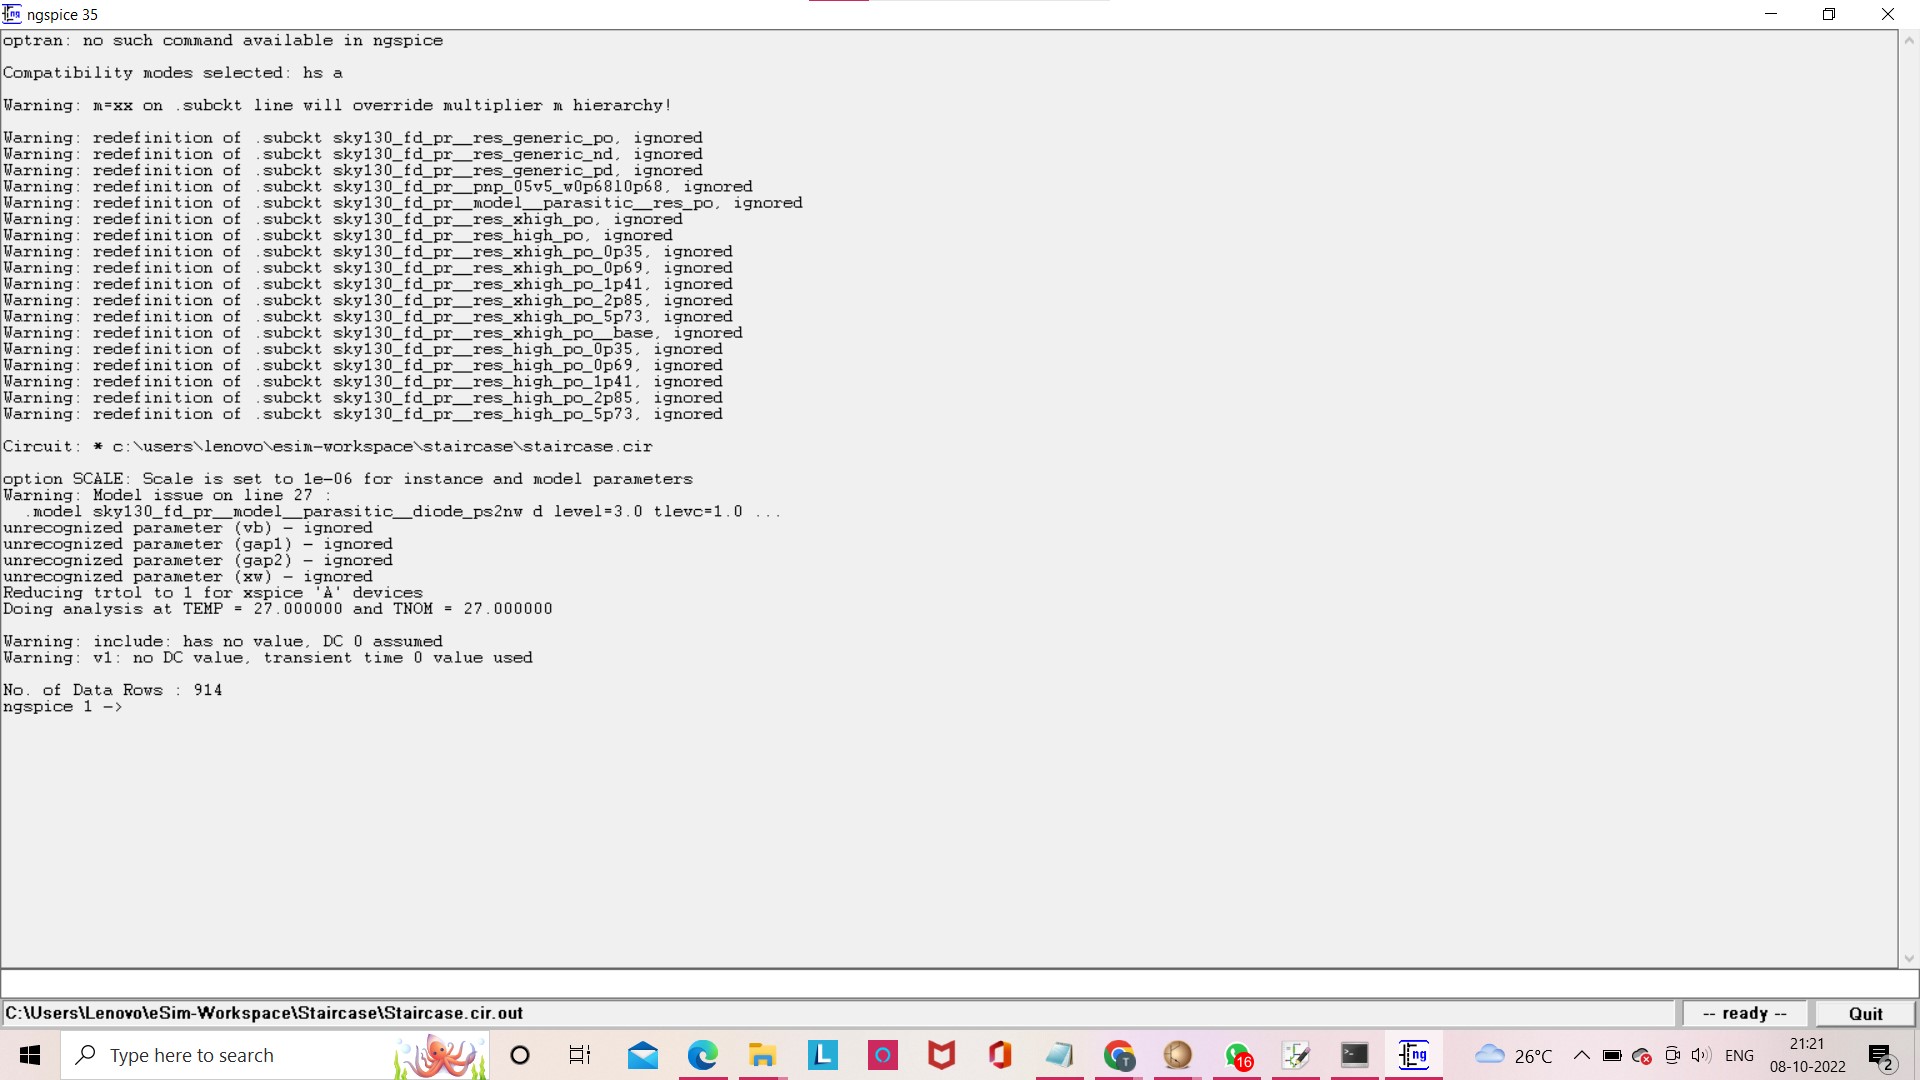 ngspice 35
optran: no such command available in ngspice
Compatibility modes selected: hs a
Warning: m=xx on .subckt line will override multiplier m hierarchy!
Warning: redefinition of .subckt sky130_fd_pr__res_generic_po, ignored
Warning: redefinition of .subckt sky130_fd_pr__res_generic_nd, ignored
Warning: redefinition of .subckt sky130_fd_pr__res_generic_pd, ignored
Warning: redefinition of .subckt sky130_fd_pr__pnp_05v5_w0p68l0p68, ignored
Warning: redefinition of .subckt sky130_fd_pr__model__parasitic__res_po, ignored
Warning: redefinition of .subckt sky130_fd_pr__res_xhigh_po, ignored
Warning: redefinition of .subckt sky130_fd_pr__res_high_po, ignored
Warning: redefinition of .subckt sky130_fd_pr__res_xhigh_po_0p35, ignored
Warning: redefinition of .subckt sky130_fd_pr__res_xhigh_po_0p69, ignored
Warning: redefinition of .subckt sky130_fd_pr__res_xhigh_po_1p41, ignored
Warning: redefinition of .subckt sky130_fd_pr__res_xhigh_po_2p85, ignored
Warning: redefinition of .subckt sky130_fd_pr__res_xhigh_po_5p73, ignored
Warning: redefinition of .subckt sky130_fd_pr__res_xhigh_po__base, ignored
Warning: redefinition of .subckt sky130_fd_pr__res_high_po_0p35, ignored
Warning: redefinition of .subckt sky130_fd_pr__res_high_po_0p69, ignored
Warning: redefinition of .subckt sky130_fd_pr__res_high_po_1p41, ignored
Warning: redefinition of .subckt sky130_fd_pr__res_high_po_2p85, ignored
Warning: redefinition of .subckt sky130_fd_pr__res_high_po_5p73, ignored
Circuit: * c:\users\lenovo\esim-workspace\staircase\staircase.cir
option SCALE: Scale is set to 1e-06 for instance and model parameters
Warning: Model issue on line 27 :
.model sky130_fd_pr__model__parasitic__diode_ps2nw d level=3.0 tlevc=1.0 ...
unrecognized parameter (vb) - ignored
unrecognized parameter (gap1) - ignored
unrecognized parameter (gap2) - ignored
unrecognized parameter (xw) - ignored
Reducing trtol to 1 for xspice 'A' devices
Doing analysis at TEMP = 27.000000 and TNOM = 27.000000
Warning: include: has no value, DC 0 assumed
Warning: v1: no DC value, transient time 0 value used
No. of Data Rows : 914
ngspice 1 ->
C:\Users\Lenovo\eSim-Workspace\Staircase\Staircase.cir.out
-- ready --
Quit
Type here to search
L
T
16
ng
26°C
ENG
21:21
08-10-2022
2